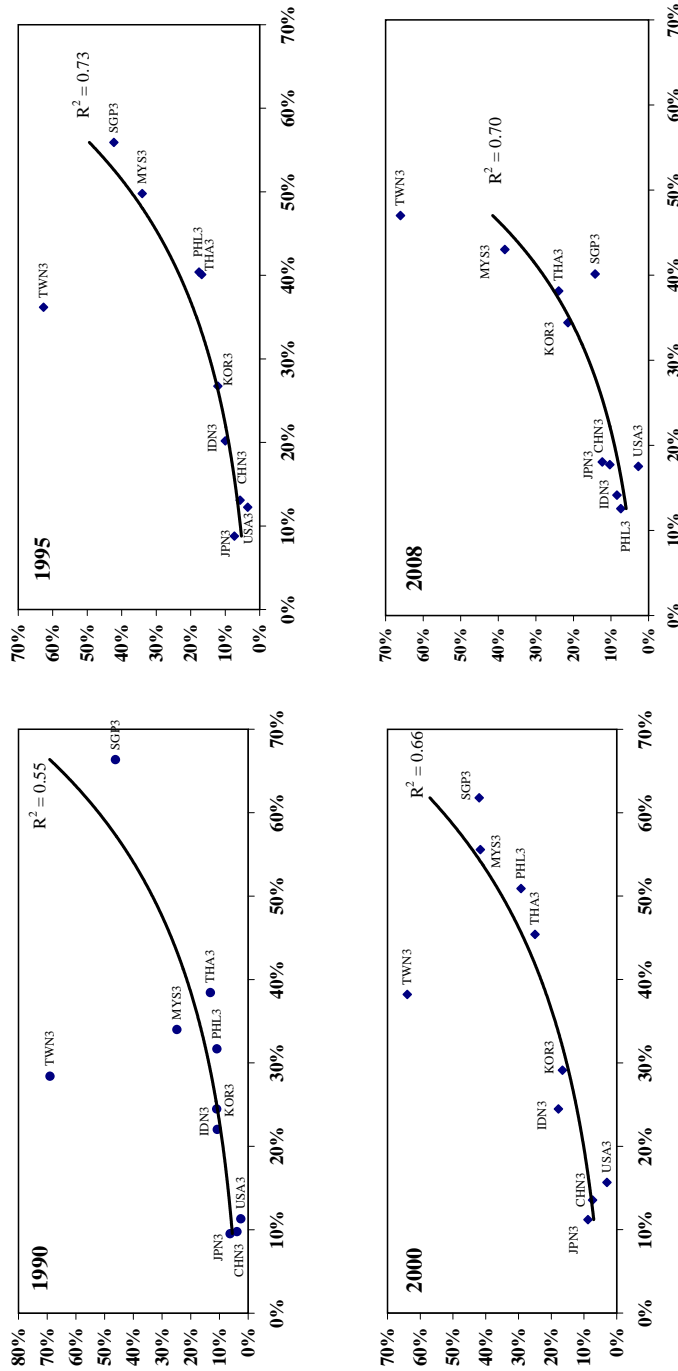 1990
80%
70%
60%
50%
40%
30%
20%
10%
0%
R² = 0.55
TWN3
SGP3
MYS3
THA3
PHL3
IDN3
KOR3
JPN3
USA3
CHN3
0%
10%
20%
30%
40%
50%
60%
70%
1995
70%
60%
50%
40%
30%
20%
10%
0%
TWN3
R² = 0.73
SGP3
MYS3
PHL3
THA3
IDN3
KOR3
CHN3
JPN3
USA3
0%
10%
20%
30%
40%
50%
60%
70%
2000
70%
60%
50%
40%
30%
20%
10%
0%
TWN3
R² = 0.66
SGP3
MYS3
PHL3
THA3
IDN3
KOR3
CHN3
JPN3
USA3
0%
10%
20%
30%
40%
50%
60%
70%
2008
70%
60%
50%
40%
30%
20%
10%
0%
TWN3
R² = 0.70
MYS3
THA3
SGP3
KOR3
JPN3
CHN3
IDN3
USA3
PHL3
0%
10%
20%
30%
40%
50%
60%
70%